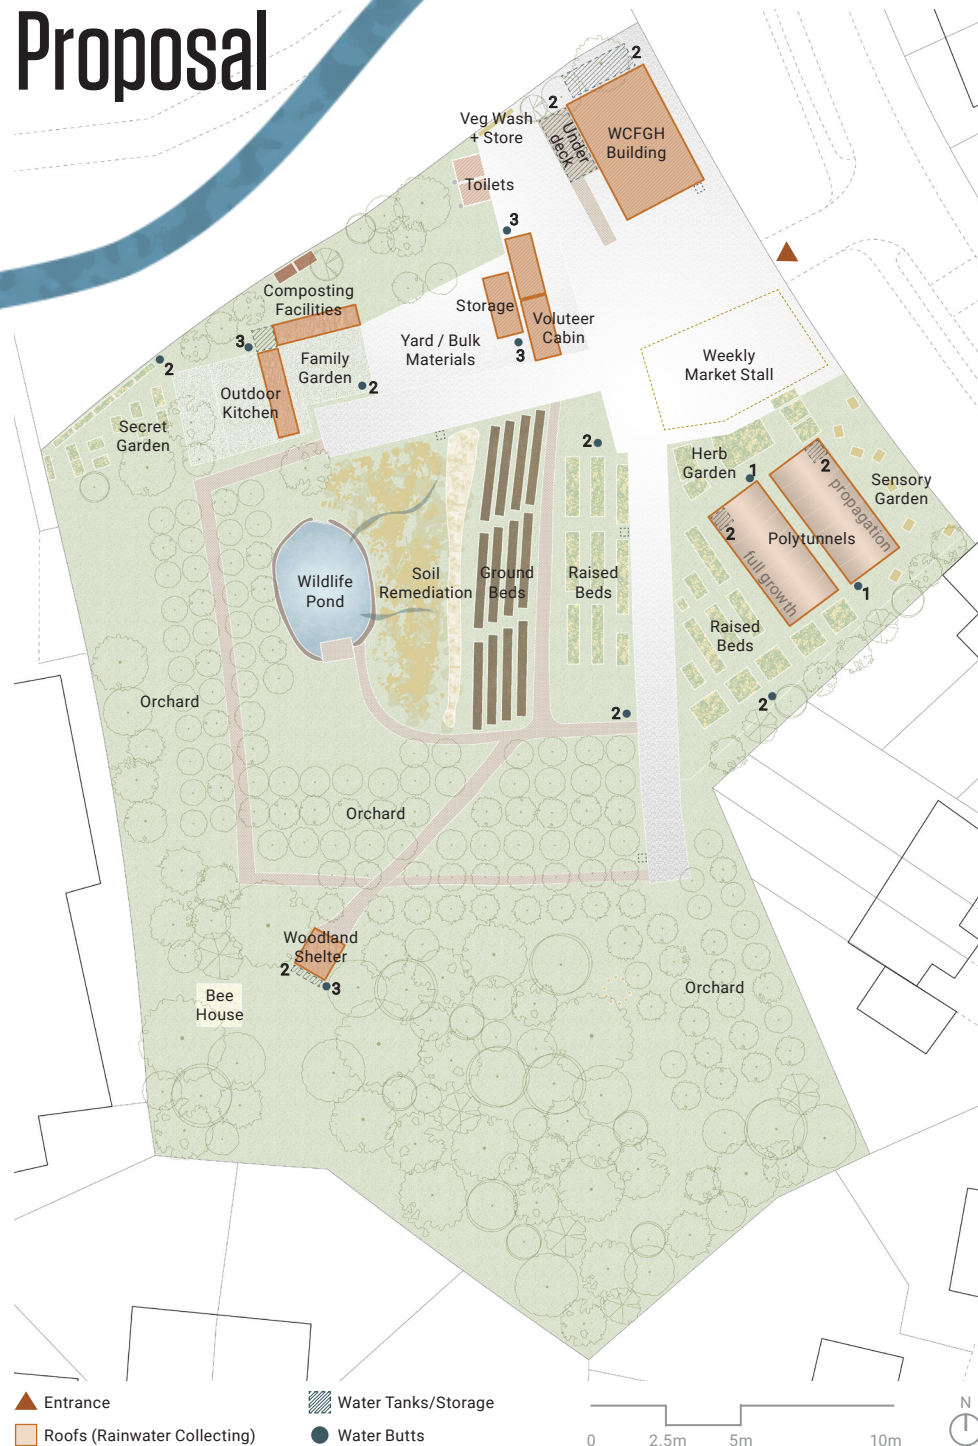 Proposal
2
2
Veg Wash
+ Store
Under
deck
WCFGH
Building
Toilets
3
Composting
Facilities
Storage
Voluteer
Cabin
3
3
Yard / Bulk
Materials
Weekly
Market Stall
2
Family
Garden
2
Outdoor
Kitchen
Secret
Garden
2
Herb
Garden
1
2
Sensory
Garden
propagation
2
Polytunnels
full growth
1
Wildlife
Pond
Soil
Remediation
Ground
Beds
Raised
Beds
Raised
Beds
Orchard
2
2
Orchard
Woodland
Shelter
2
3
Bee
House
Orchard
Entrance
Water Tanks/Storage
Roofs (Rainwater Collecting)
Water Butts
0
2.5m
5m
10m
N